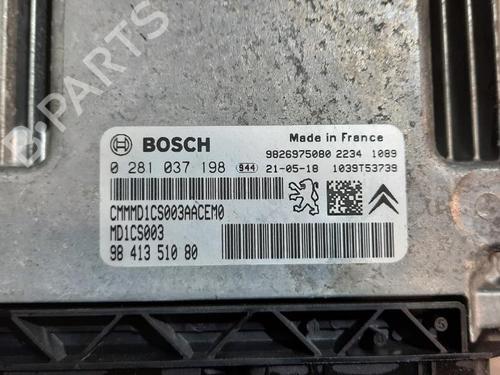 BOSCH
Made in France
9826975080 2234 1089
0 281 037 198 944 21-05-18 1039T53739
CMMMD1CS003AACEM0
MD1CS003
98 413 510 80